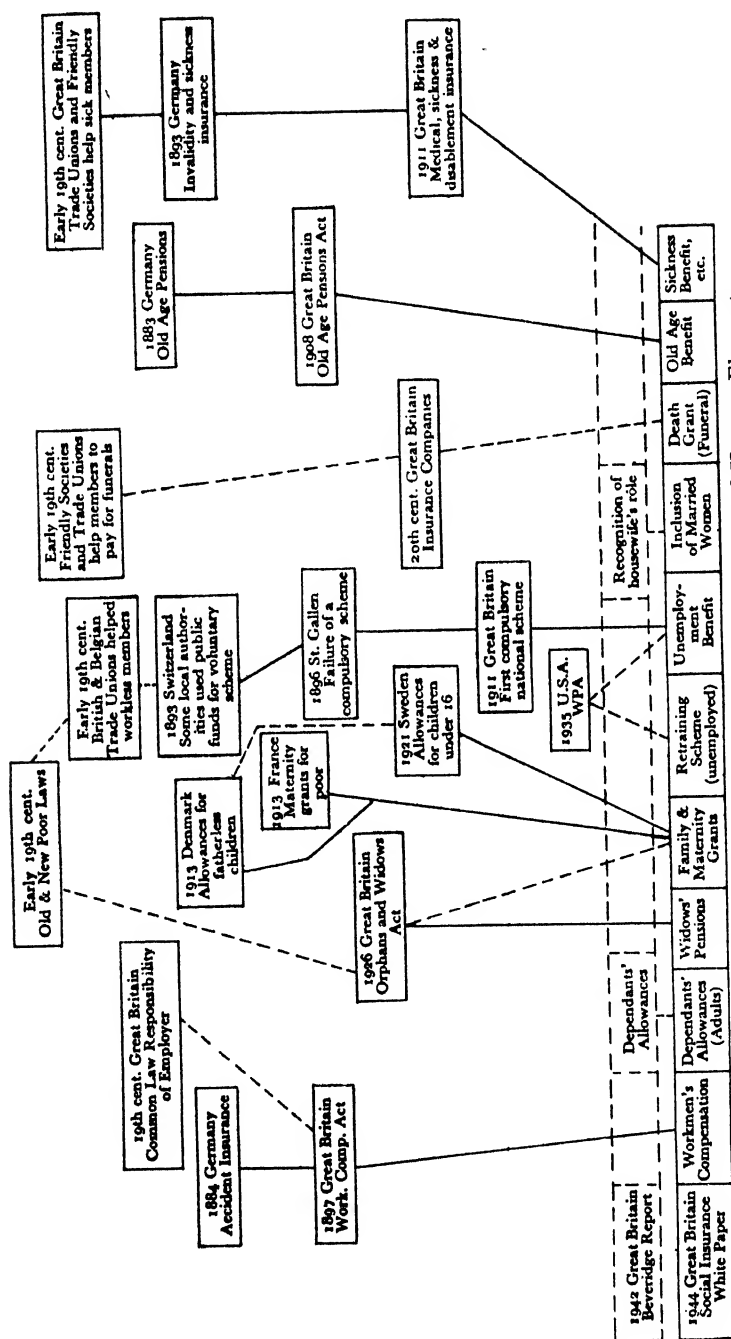 Early 19th cent. Great Britain
Trade Unions and Friendly
Societies help sick members
1893 Germany
Invalidity and sickness
insurance
1911 Great Britain
Medical, sickness &
disablement insurance
1883 Germany
Old Age Pensions
1908 Great Britain
Old Age Pensions Act
Early 19th cent.
Friendly Societies
and Trade Unions
help members to
pay for funerals
20th cent. Great Britain
Insurance Companies
Early 19th cent.
Old & New Poor Laws
Early 19th cent.
British & Belgian
Trade Unions helped
workless members
1893 Switzerland
Some local author-
ities used public
funds for voluntary
scheme
1896 St. Gallen
Failure of a
compulsory scheme
1911 Great Britain
First compulsory
national scheme
1935 U.S.A.
WPA
1913 Denmark
Allowances for
fatherless
children
1913 France
Maternity
grants for
poor
1921 Sweden
Allowances
for children
under 16
1926 Great Britain
Orphans and Widows
Act
19th cent. Great Britain
Common Law Responsibility
of Employer
1884 Germany
Accident Insurance
1897 Great Britain
Work. Comp. Act
1942 Great Britain
Beveridge Report
Dependants'
Allowances
Recognition of
housewife's rôle
1944 Great Britain
Social Insurance
White Paper
Workmen's
Compensation
Dependants'
Allowances
(Adults)
Widows'
Pensions
Family &
Maternity
Grants
Retraining
Scheme
(unemployed)
Unemploy-
ment
Benefit
Inclusion
of Married
Women
Death
Grant
(Funeral)
Old Age
Benefit
Sickness
Benefit,
etc.